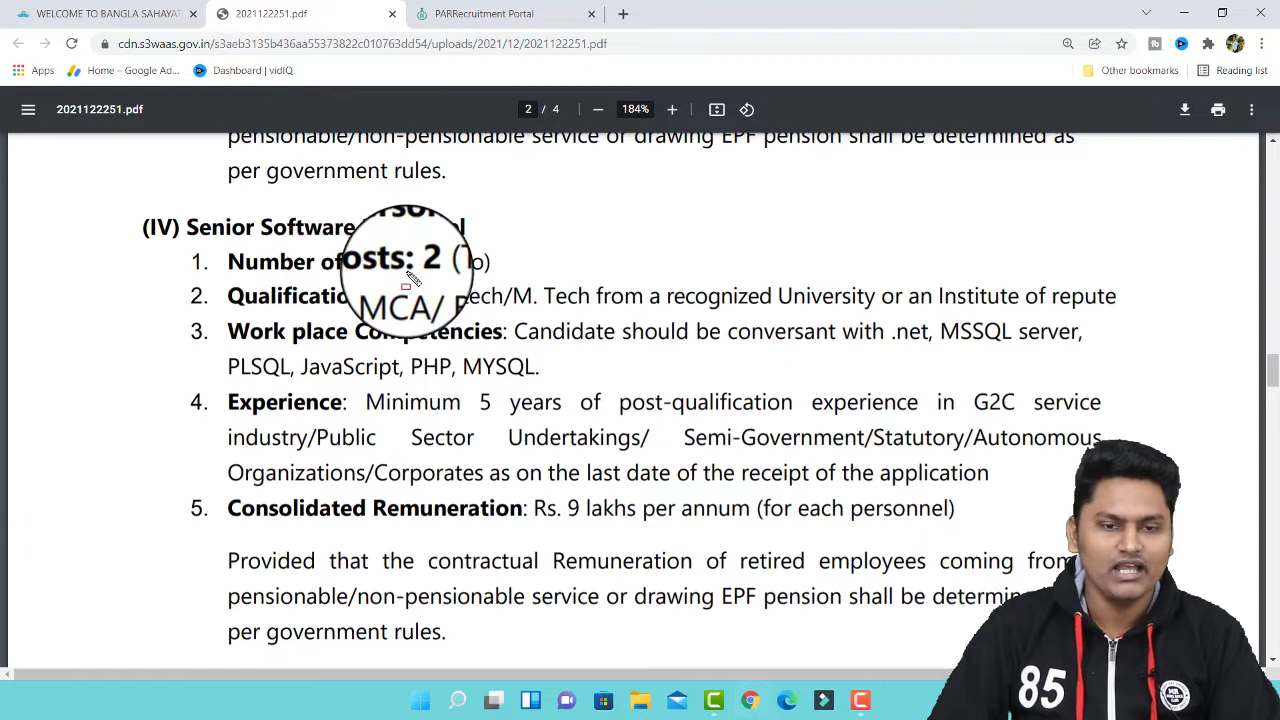 WELCOME TO BANGLA SAHAYAT
2021122251.pdf
PARRecruitment Portal
cdn.s3waas.gov.in/s3aeb3135b436aa55373822c010763dd54/uploads/2021/12/2021122251.pdf
Apps
Home – Google Ad...
Dashboard | vidIQ
Other bookmarks
Reading list
2021122251.pdf
2 / 4
184%
pensionable/non-pensionable service or drawing EPF pension shall be determined as
per government rules.
(IV) Senior Software
1. Number of osts: 2 (T o)
2. Qualificatio MCA/ ech/M. Tech from a recognized University or an Institute of repute
3. Work place Competencies: Candidate should be conversant with .net, MSSQL server,
PLSQL, JavaScript, PHP, MYSQL.
4. Experience: Minimum 5 years of post-qualification experience in G2C service
industry/Public Sector Undertakings/ Semi-Government/Statutory/Autonomous
Organizations/Corporates as on the last date of the receipt of the application
5. Consolidated Remuneration: Rs. 9 lakhs per annum (for each personnel)
Provided that the contractual Remuneration of retired employees coming from
pensionable/non-pensionable service or drawing EPF pension shall be determin
per government rules.
85